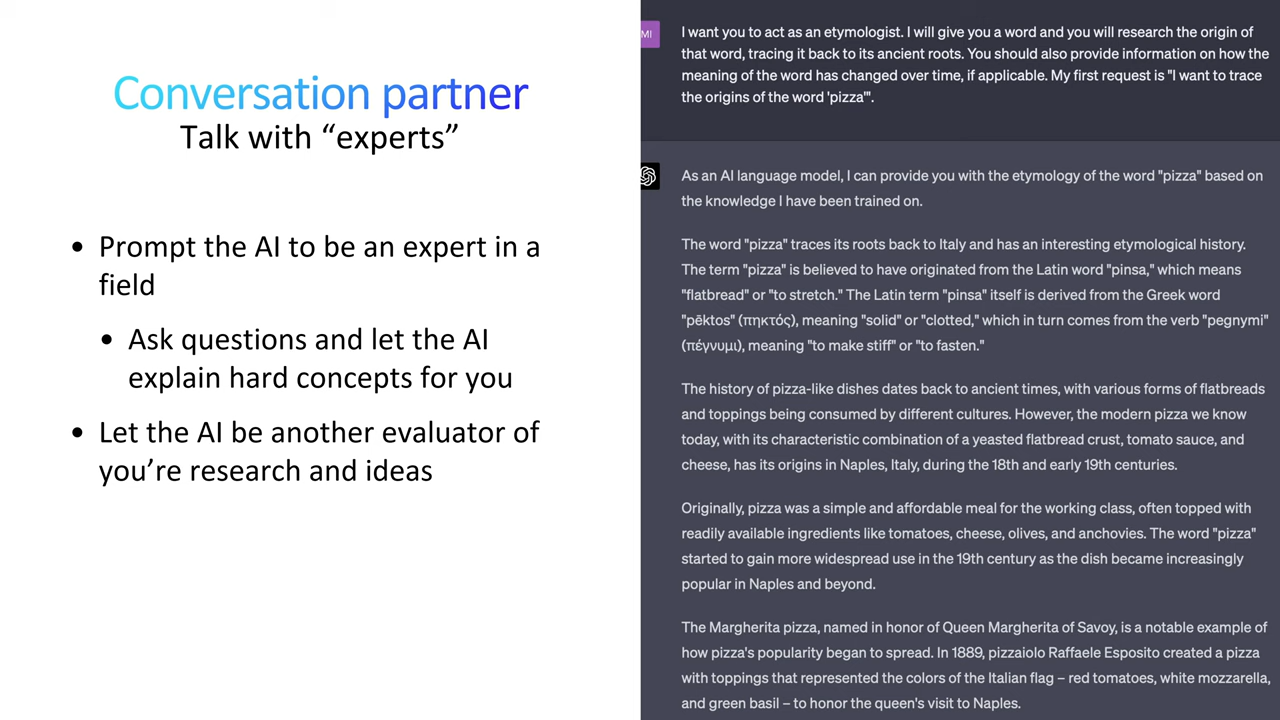 Conversation partner
Talk with “experts”
• Prompt the AI to be an expert in a
field
• Ask questions and let the AI
explain hard concepts for you
• Let the AI be another evaluator of
you’re research and ideas
MI
I want you to act as an etymologist. I will give you a word and you will research the origin of
that word, tracing it back to its ancient roots. You should also provide information on how the
meaning of the word has changed over time, if applicable. My first request is "I want to trace
the origins of the word 'pizza'".
As an AI language model, I can provide you with the etymology of the word "pizza" based on
the knowledge I have been trained on.
The word "pizza" traces its roots back to Italy and has an interesting etymological history.
The term "pizza" is believed to have originated from the Latin word "pinsa," which means
"flatbread" or "to stretch." The Latin term "pinsa" itself is derived from the Greek word
"pēktos" (πηκτός), meaning "solid" or "clotted," which in turn comes from the verb "pegnymi"
(πέγνυμι), meaning "to make stiff" or "to fasten."
The history of pizza-like dishes dates back to ancient times, with various forms of flatbreads
and toppings being consumed by different cultures. However, the modern pizza we know
today, with its characteristic combination of a yeasted flatbread crust, tomato sauce, and
cheese, has its origins in Naples, Italy, during the 18th and early 19th centuries.
Originally, pizza was a simple and affordable meal for the working class, often topped with
readily available ingredients like tomatoes, cheese, olives, and anchovies. The word "pizza"
started to gain more widespread use in the 19th century as the dish became increasingly
popular in Naples and beyond.
The Margherita pizza, named in honor of Queen Margherita of Savoy, is a notable example of
how pizza's popularity began to spread. In 1889, pizzaiolo Raffaele Esposito created a pizza
with toppings that represented the colors of the Italian flag – red tomatoes, white mozzarella,
and green basil – to honor the queen's visit to Naples.